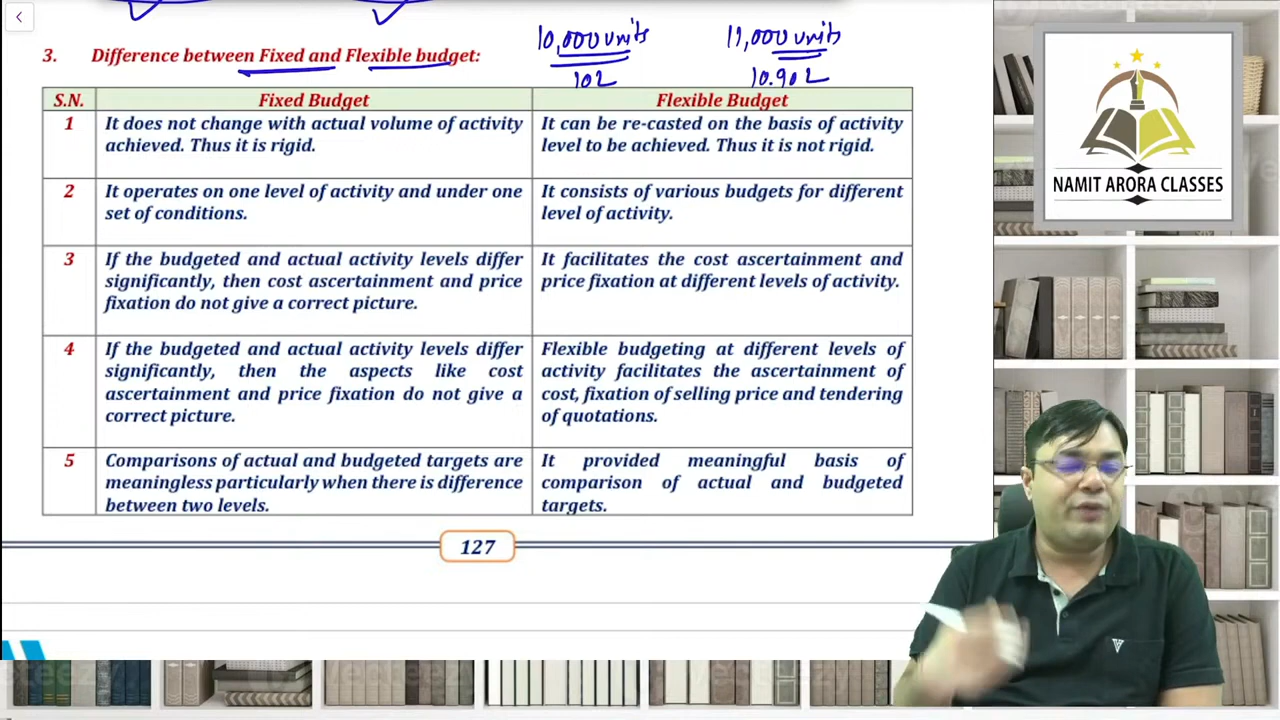 10,000 units
11,000 units
3. Difference between Fixed and Flexible budget:
10L
10.90L
S.N. Fixed Budget Flexible Budget
1 It does not change with actual volume of activity It can be re-casted on the basis of activity
achieved. Thus it is rigid. level to be achieved. Thus it is not rigid.
2 It operates on one level of activity and under one It consists of various budgets for different
set of conditions. level of activity.
3 If the budgeted and actual activity levels differ It facilitates the cost ascertainment and
significantly, then cost ascertainment and price price fixation at different levels of activity.
fixation do not give a correct picture.
4 If the budgeted and actual activity levels differ Flexible budgeting at different levels of
significantly, then the aspects like cost activity facilitates the ascertainment of
ascertainment and price fixation do not give a cost, fixation of selling price and tendering
correct picture. of quotations.
5 Comparisons of actual and budgeted targets are It provided meaningful basis of
meaningless particularly when there is difference comparison of actual and budgeted
between two levels. targets.
127
NAMIT ARORA CLASSES